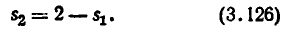 s₂ = 2 — s₁. (3.126)